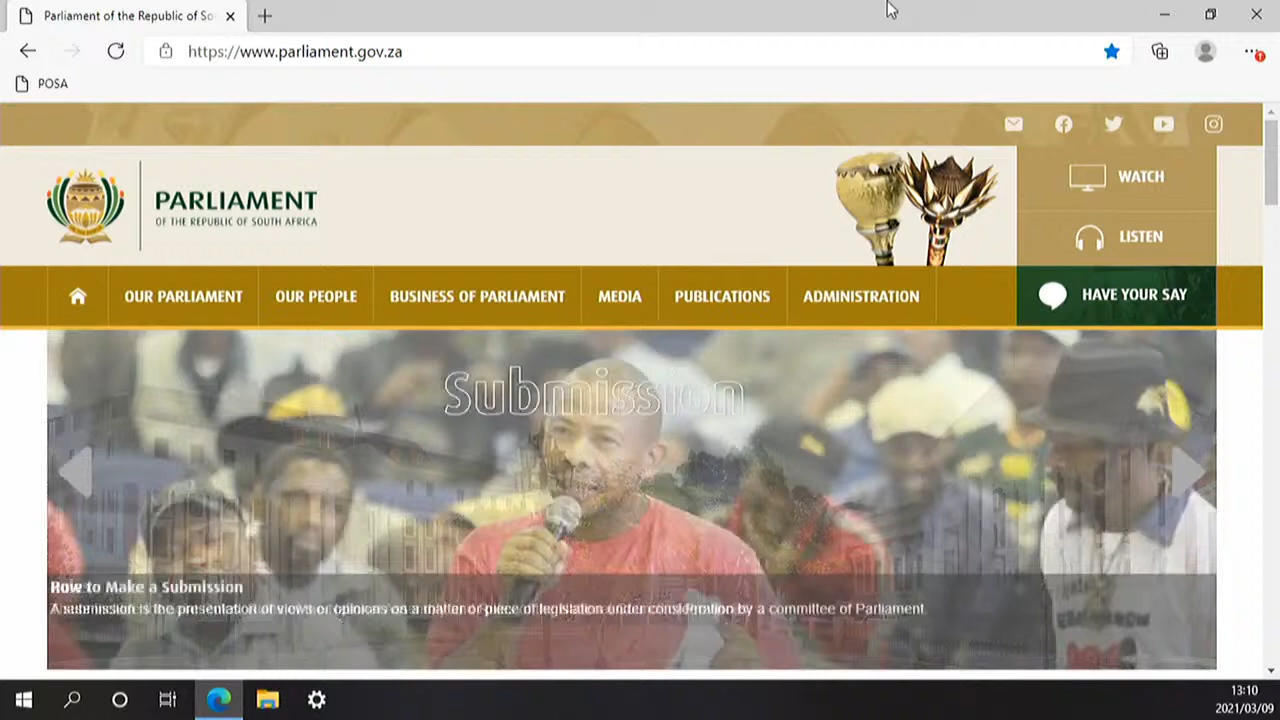 Parliament of the Republic of So
https://www.parliament.gov.za
POSA
WATCH
PARLIAMENT
OF THE REPUBLIC OF SOUTH AFRICA
LISTEN
OUR PARLIAMENT
OUR PEOPLE
BUSINESS OF PARLIAMENT
MEDIA
PUBLICATIONS
ADMINISTRATION
HAVE YOUR SAY
Submission
How to Make a Submission
A submission is the presentation of views or opinions on a matter or piece of legislation under consideration by a committee of Parliament.
13:10
2021/03/09